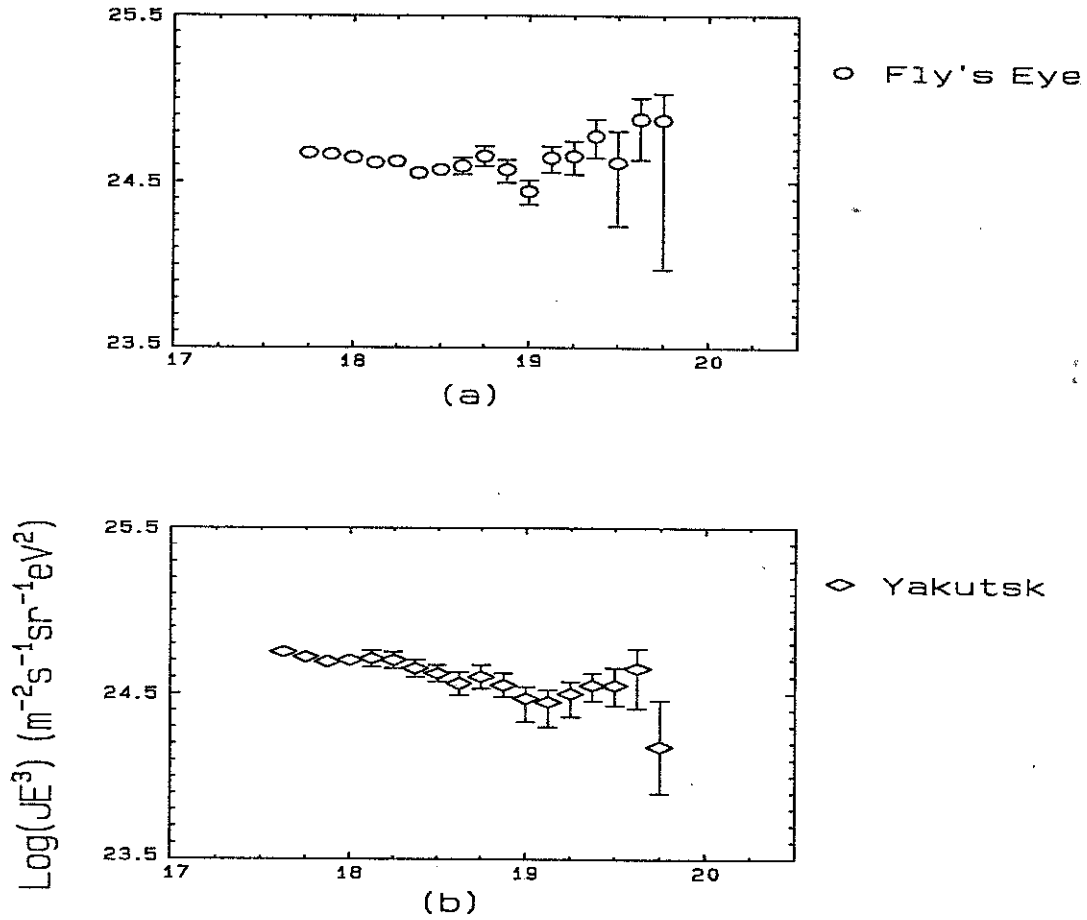 25.5
24.5
23.5
17 18 19 20
(a)
○ Fly's Eye
Log(JE³) (m⁻²s⁻¹sr⁻¹eV²)
25.5
24.5
23.5
17 18 19 20
(b)
◇ Yakutsk